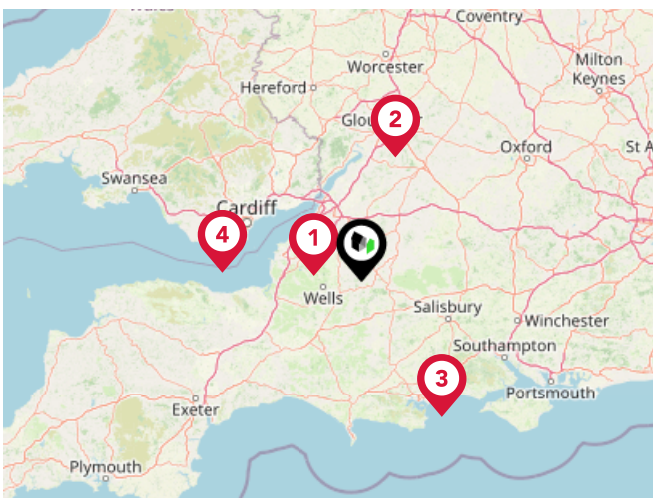 Wales
Coventry
Worcester
Milton
Keynes
Hereford
2
Oxford
St A
Swansea
Cardiff
4
1
Wells
Salisbury
Winchester
Southampton
3
Portsmouth
Exeter
Plymouth